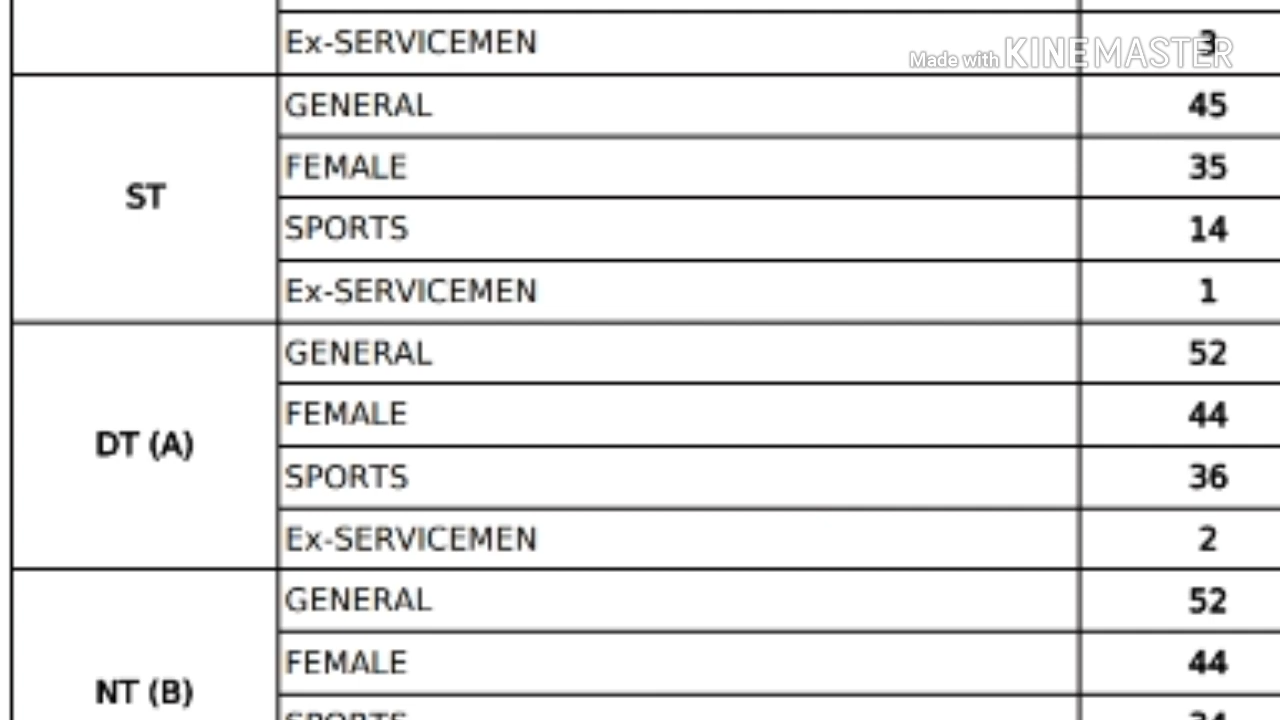 Ex-SERVICEMEN 3
Made with KINEMASTER
ST
GENERAL 45
FEMALE 35
SPORTS 14
Ex-SERVICEMEN 1
DT (A)
GENERAL 52
FEMALE 44
SPORTS 36
Ex-SERVICEMEN 2
NT (B)
GENERAL 52
FEMALE 44
SPORTS